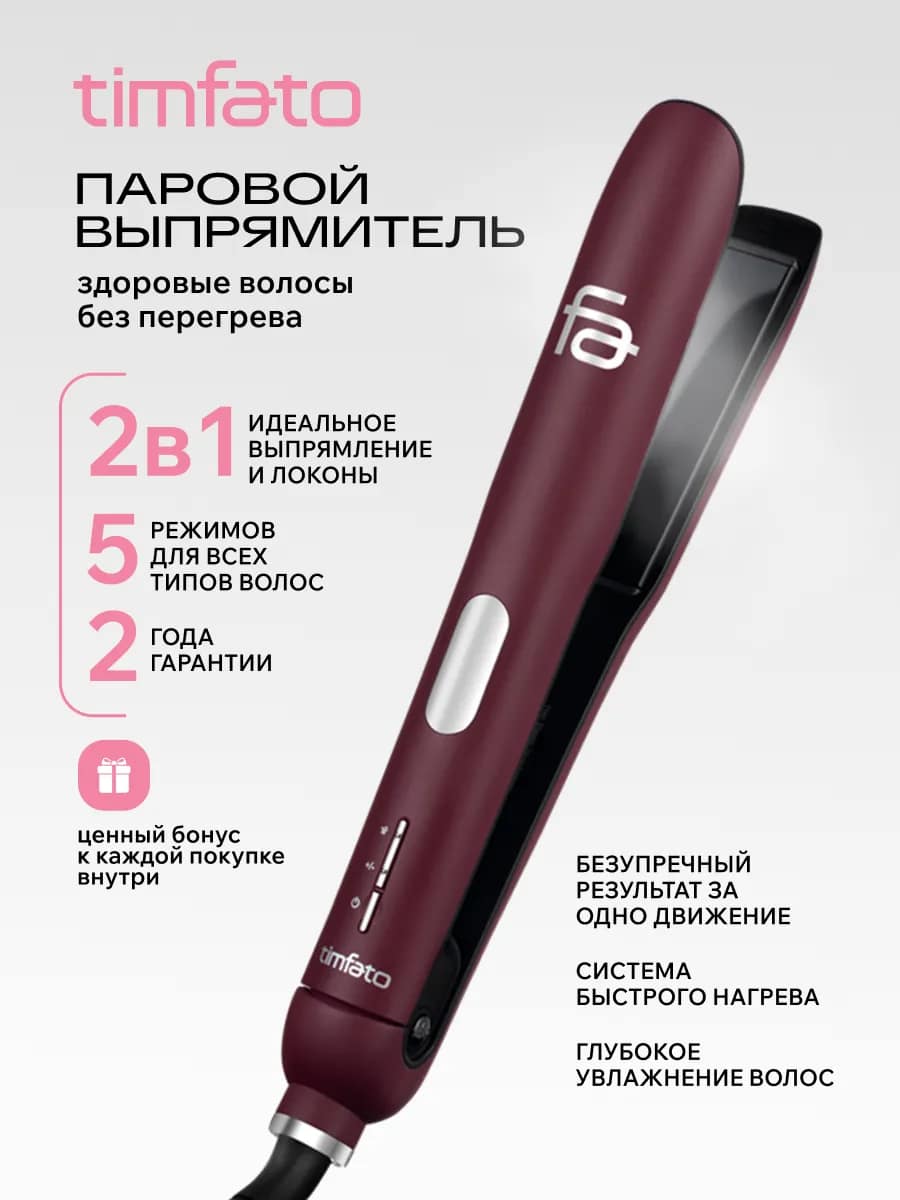 timfato
ПАРОВОЙ
ВЫПРЯМИТЕЛЬ
здоровые волосы
без перегрева
2в1
ИДЕАЛЬНОЕ
ВЫПРЯМЛЕНИЕ
И ЛОКОНЫ
5
РЕЖИМОВ
ДЛЯ ВСЕХ
ТИПОВ ВОЛОС
2
ГОДА
ГАРАНТИИ
ценный бонус
к каждой покупке
внутри
fa
+/-
timfato
БЕЗУПРЕЧНЫЙ
РЕЗУЛЬТАТ ЗА
ОДНО ДВИЖЕНИЕ
СИСТЕМА
БЫСТРОГО НАГРЕВА
ГЛУБОКОЕ
УВЛАЖНЕНИЕ ВОЛОС